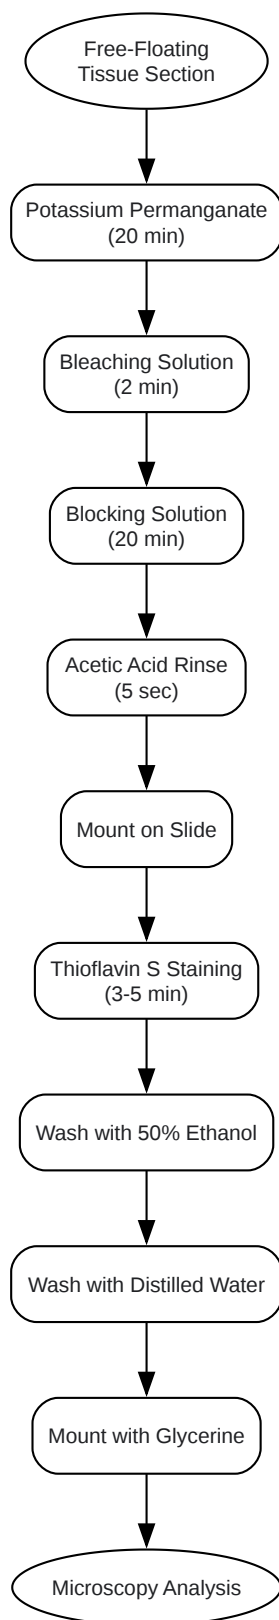 Free-Floating
Tissue Section
Potassium Permanganate
(20 min)
Bleaching Solution
(2 min)
Blocking Solution
(20 min)
Acetic Acid Rinse
(5 sec)
Mount on Slide
Thioflavin S Staining
(3-5 min)
Wash with 50% Ethanol
Wash with Distilled Water
Mount with Glycerine
Microscopy Analysis